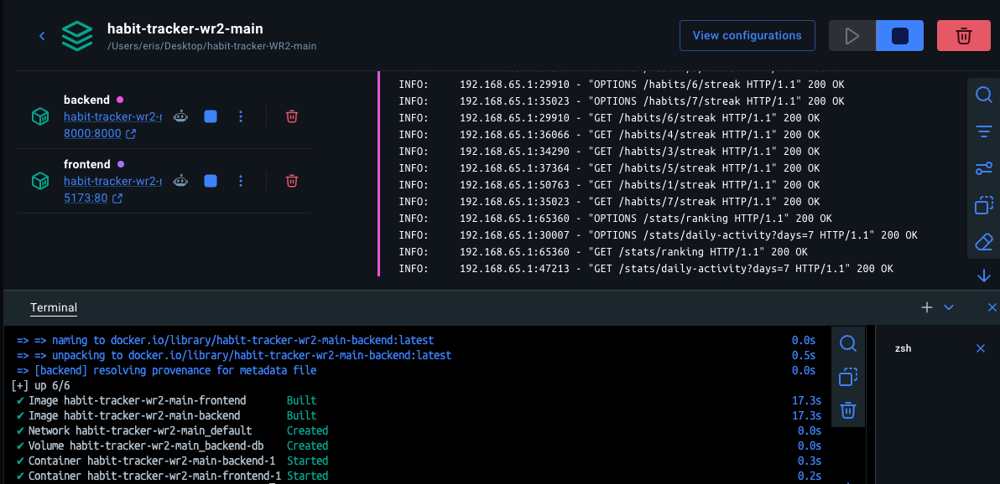 habit-tracker-wr2-main
/Users/eris/Desktop/habit-tracker-WR2-main
View configurations
backend
habit-tracker-wr2-r
8000:8000
frontend
habit-tracker-wr2-r
5173:80
INFO: 192.168.65.1:29910 - "OPTIONS /habits/6/streak HTTP/1.1" 200 OK
INFO: 192.168.65.1:35023 - "OPTIONS /habits/7/streak HTTP/1.1" 200 OK
INFO: 192.168.65.1:29910 - "GET /habits/6/streak HTTP/1.1" 200 OK
INFO: 192.168.65.1:36066 - "GET /habits/4/streak HTTP/1.1" 200 OK
INFO: 192.168.65.1:34290 - "GET /habits/3/streak HTTP/1.1" 200 OK
INFO: 192.168.65.1:37364 - "GET /habits/5/streak HTTP/1.1" 200 OK
INFO: 192.168.65.1:50763 - "GET /habits/1/streak HTTP/1.1" 200 OK
INFO: 192.168.65.1:35023 - "GET /habits/7/streak HTTP/1.1" 200 OK
INFO: 192.168.65.1:65360 - "OPTIONS /stats/ranking HTTP/1.1" 200 OK
INFO: 192.168.65.1:30007 - "OPTIONS /stats/daily-activity?days=7 HTTP/1.1" 200 OK
INFO: 192.168.65.1:65360 - "GET /stats/ranking HTTP/1.1" 200 OK
INFO: 192.168.65.1:47213 - "GET /stats/daily-activity?days=7 HTTP/1.1" 200 OK
Terminal
=> => naming to docker.io/library/habit-tracker-wr2-main-backend:latest 0.0s
=> => unpacking to docker.io/library/habit-tracker-wr2-main-backend:latest 0.5s
=> [backend] resolving provenance for metadata file 0.0s
[+] up 6/6
✔ Image habit-tracker-wr2-main-frontend Built 17.3s
✔ Image habit-tracker-wr2-main-backend Built 17.3s
✔ Network habit-tracker-wr2-main_default Created 0.0s
✔ Volume habit-tracker-wr2-main_backend-db Created 0.0s
✔ Container habit-tracker-wr2-main-backend-1 Started 0.3s
✔ Container habit-tracker-wr2-main-frontend-1 Started 0.2s
zsh